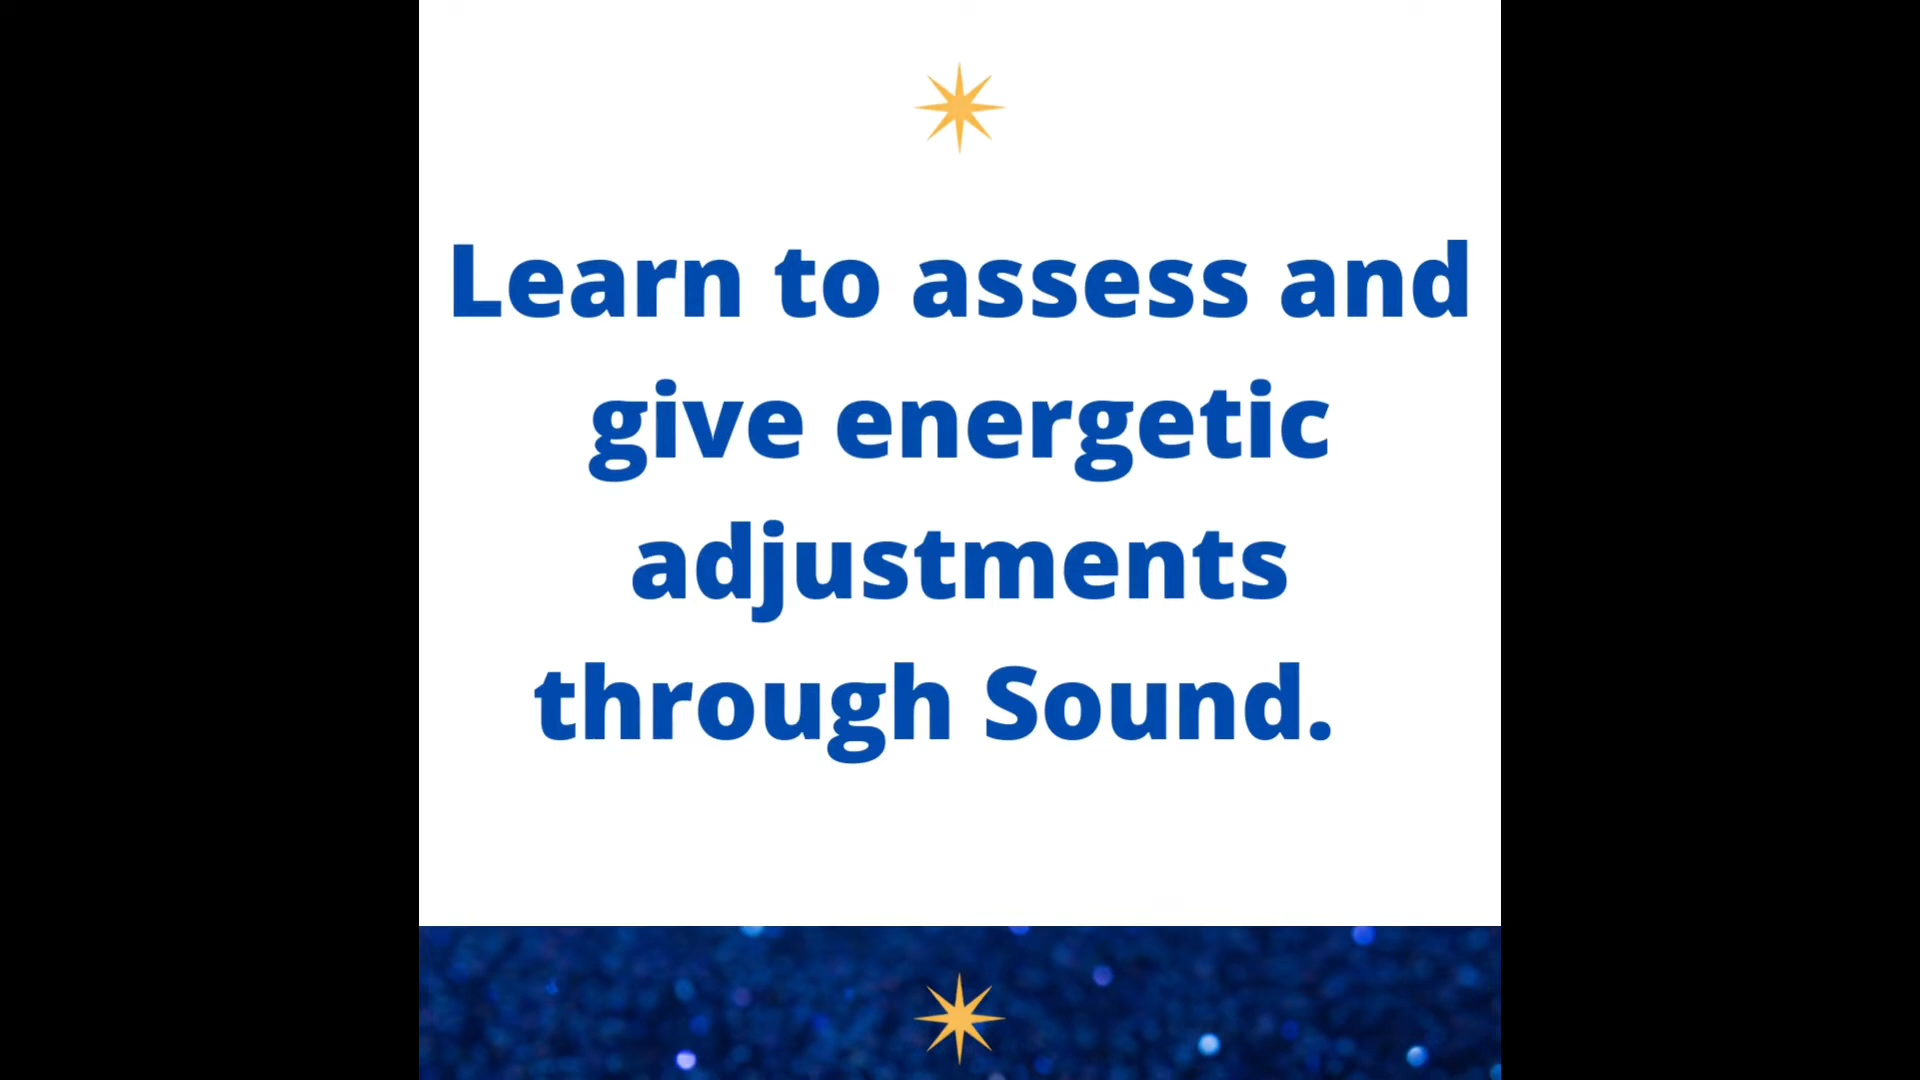 Learn to assess and
give energetic
adjustments
through Sound.